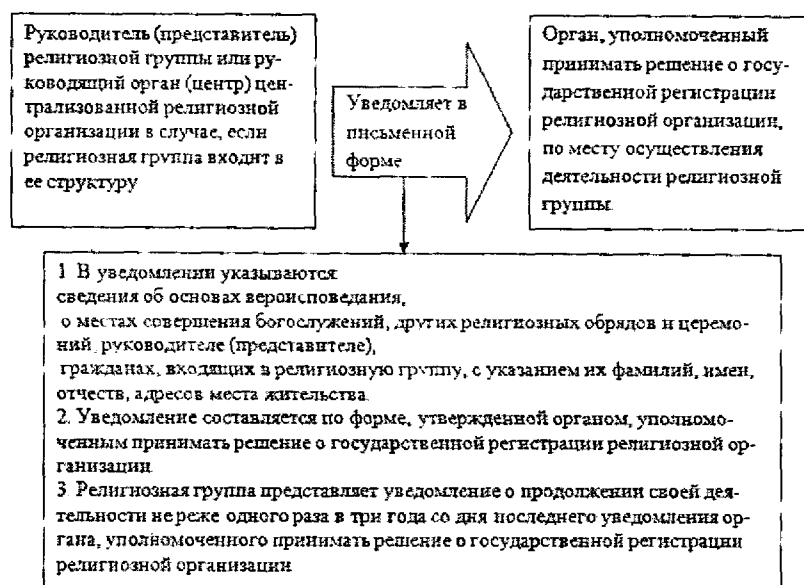 Руководитель (представитель)
религиозной группы или ру-
ководящий орган (центр) цен-
трализованной религиозной
организации в случае, если
религиозная группа входит в
ее структуру
Уведомляет в
письменной
форме
Орган, уполномоченный
принимать решение о госу-
дарственной регистрации
религиозной организации,
по месту осуществления
деятельности религиозной
группы.
1 В уведомлении указываются
сведения об основах вероисповедания,
о местах совершения богослужений, других религиозных обрядов и церемо-
ний, руководителе (представителе),
гражданах, входящих в религиозную группу, с указанием их фамилий, имен,
отчеств, адресов места жительства.
2. Уведомление составляется по форме, утвержденной органом, уполномо-
ченным принимать решение о государственной регистрации религиозной ор-
ганизации
3 Религиозная группа представляет уведомление о продолжении своей дея-
тельности не реже одного раза в три года со дня последнего уведомления ор-
гана, уполномоченного принимать решение о государственной регистрации
религиозной организации